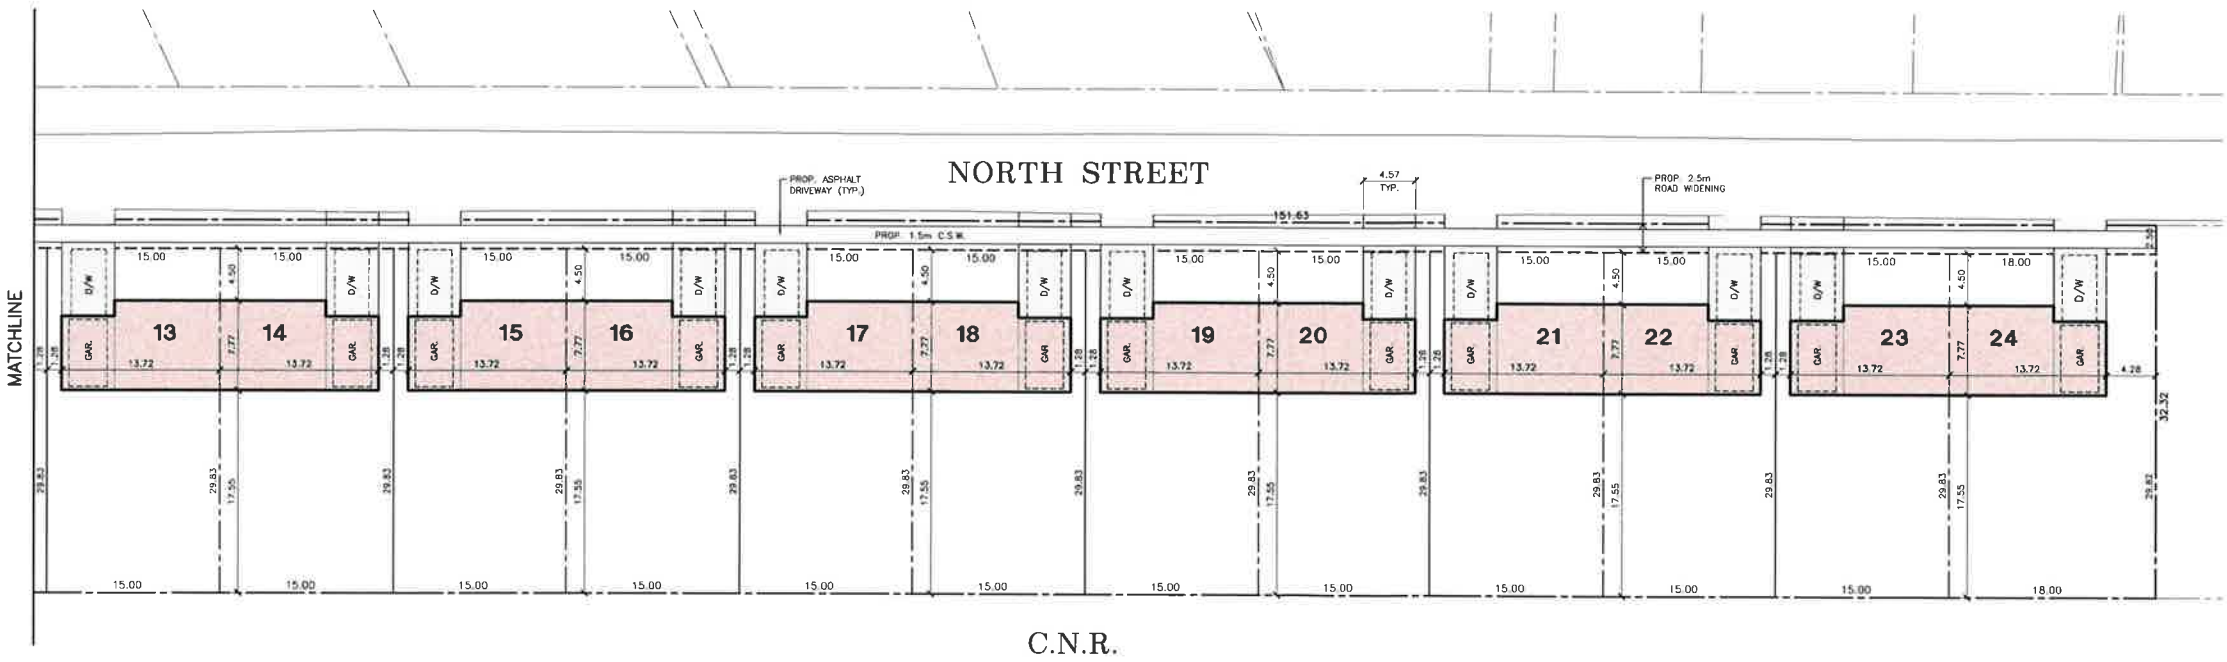 NORTH STREET
PROP. ASPHALT
DRIVEWAY (TYP.)
4.57
TYP.
PROP. 2.5m
ROAD WIDENING
151.63
PROP. 1.5m C.S.W.
2.50
15.00 15.00 15.00 15.00 15.00 15.00 15.00 15.00 15.00 15.00 15.00 18.00
4.50 4.50 4.50 4.50 4.50 4.50
D/W D/W D/W D/W D/W D/W D/W D/W D/W D/W D/W D/W
MATCHLINE
13 14 15 16 17 18 19 20 21 22 23 24
GAR. GAR. GAR. GAR. GAR. GAR. GAR. GAR. GAR. GAR. GAR. GAR.
7.77 7.77 7.77 7.77 7.77 7.77
1.28 1.28 1.28 1.28 1.28 1.28 1.28 1.28 1.28 1.28 1.28 1.28
13.72 13.72 13.72 13.72 13.72 13.72 13.72 13.72 13.72 13.72 13.72 13.72
4.28
32.32
29.83 29.83 17.55 29.83 29.83 17.55 29.83 29.83 17.55 29.83 29.83 17.55 29.83 29.83 17.55 29.83 29.83 17.55 29.82
15.00 15.00 15.00 15.00 15.00 15.00 15.00 15.00 15.00 15.00 15.00 18.00
C.N.R.